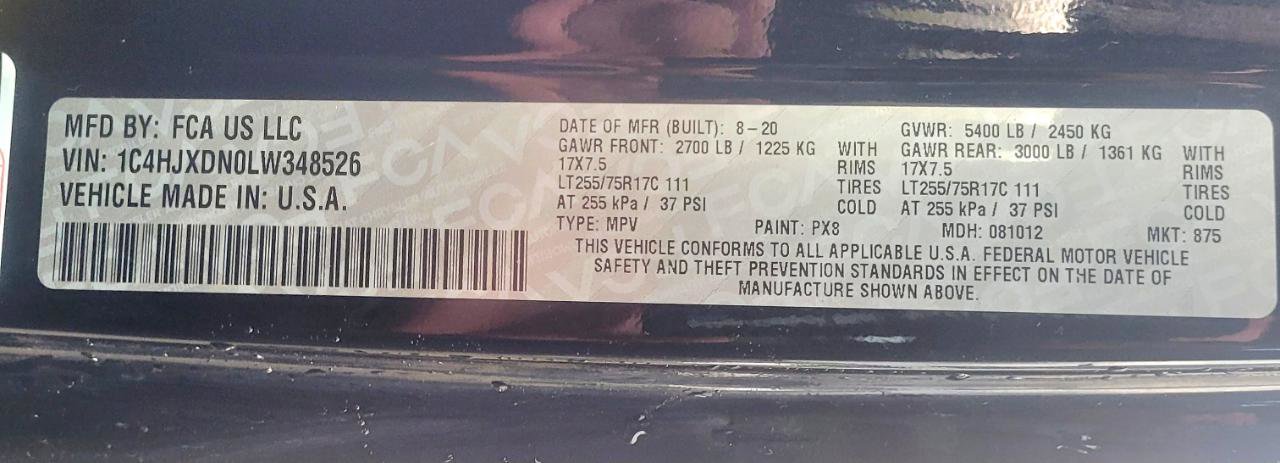 MFD BY: FCA US LLC
VIN: 1C4HJXDN0LW348526
VEHICLE MADE IN: U.S.A.
DATE OF MFR (BUILT): 8-20
GAWR FRONT: 2700 LB / 1225 KG WITH
17X7.5 RIMS
LT255/75R17C 111 TIRES
AT 255 kPa / 37 PSI COLD
GVWR: 5400 LB / 2450 KG
GAWR REAR: 3000 LB / 1361 KG WITH
17X7.5 RIMS
LT255/75R17C 111 TIRES
AT 255 kPa / 37 PSI COLD
TYPE: MPV PAINT: PX8 MDH: 081012 MKT: 875
THIS VEHICLE CONFORMS TO ALL APPLICABLE U.S.A. FEDERAL MOTOR VEHICLE
SAFETY AND THEFT PREVENTION STANDARDS IN EFFECT ON THE DATE OF
MANUFACTURE SHOWN ABOVE.